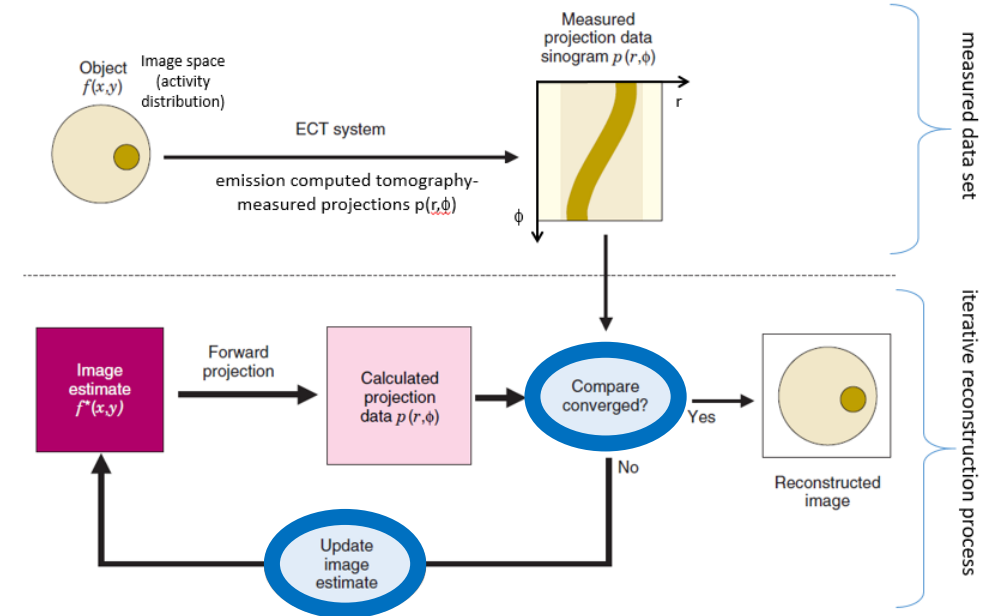 Measured
projection data
sinogram p(r,ϕ)
Object
f(x,y)
Image space
(activity
distribution)
r
ECT system
emission computed tomography-
measured projections p(r,ϕ)
ϕ
measured data set
Image
estimate
f*(x,y)
Forward
projection
Calculated
projection
data p(r,ϕ)
Compare
converged?
Yes
No
Reconstructed
image
Update
image
estimate
iterative reconstruction process